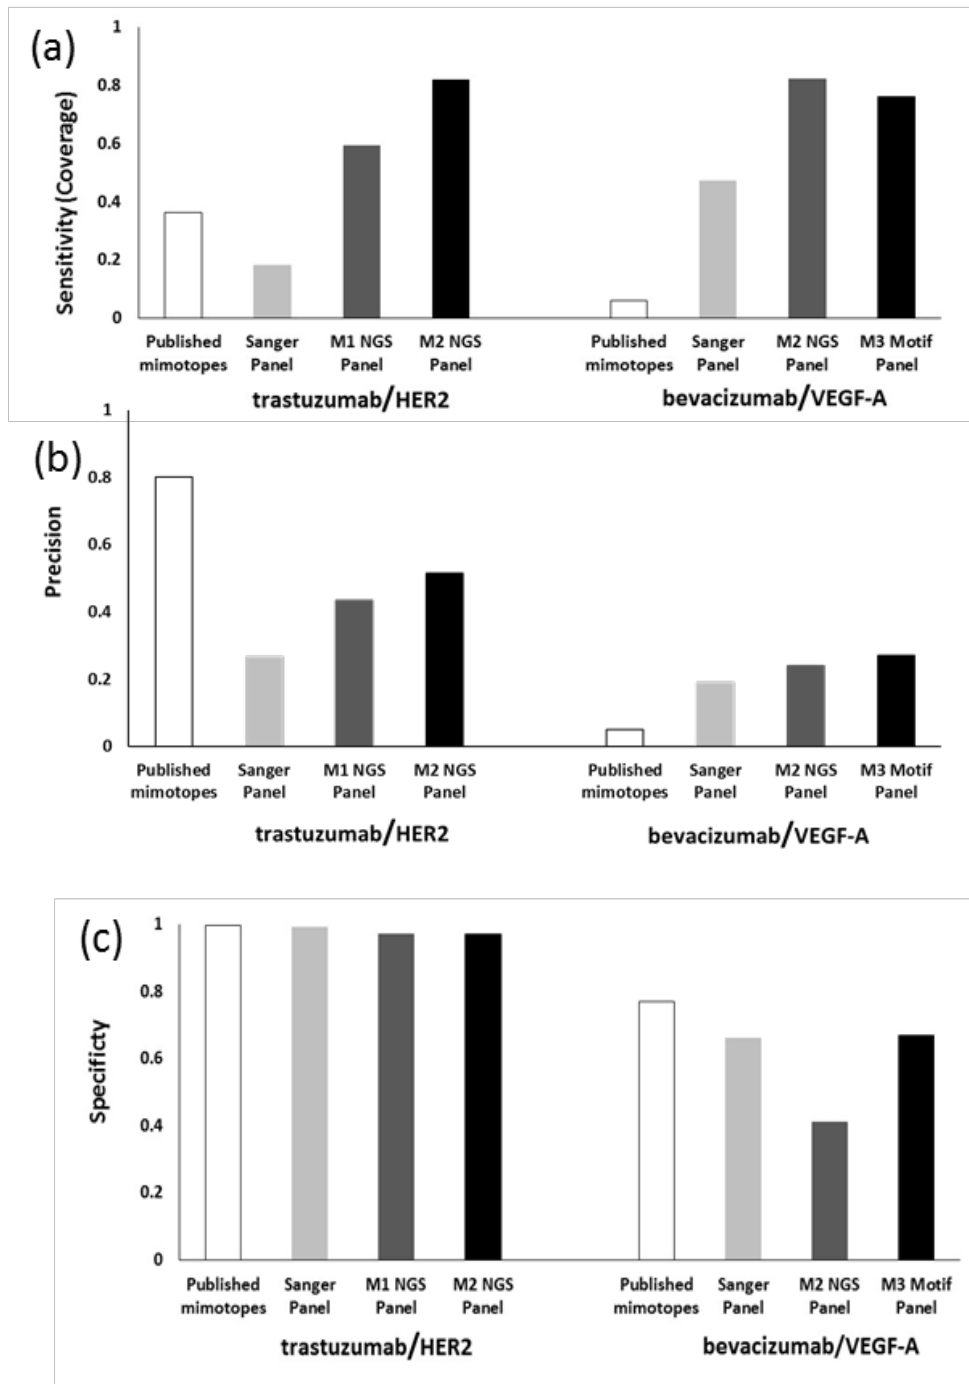 (a)
Sensitivity (Coverage)
1
0.8
0.6
0.4
0.2
0
Published mimotopes
Sanger Panel
M1 NGS Panel
M2 NGS Panel
Published mimotopes
Sanger Panel
M2 NGS Panel
M3 Motif Panel
trastuzumab/HER2
bevacizumab/VEGF-A
(b)
Precision
1
0.8
0.6
0.4
0.2
0
Published mimotopes
Sanger Panel
M1 NGS Panel
M2 NGS Panel
Published mimotopes
Sanger Panel
M2 NGS Panel
M3 Motif Panel
trastuzumab/HER2
bevacizumab/VEGF-A
(c)
Specificty
1
0.8
0.6
0.4
0.2
0
Published mimotopes
Sanger Panel
M1 NGS Panel
M2 NGS Panel
Published mimotopes
Sanger Panel
M2 NGS Panel
M3 Motif Panel
trastuzumab/HER2
bevacizumab/VEGF-A